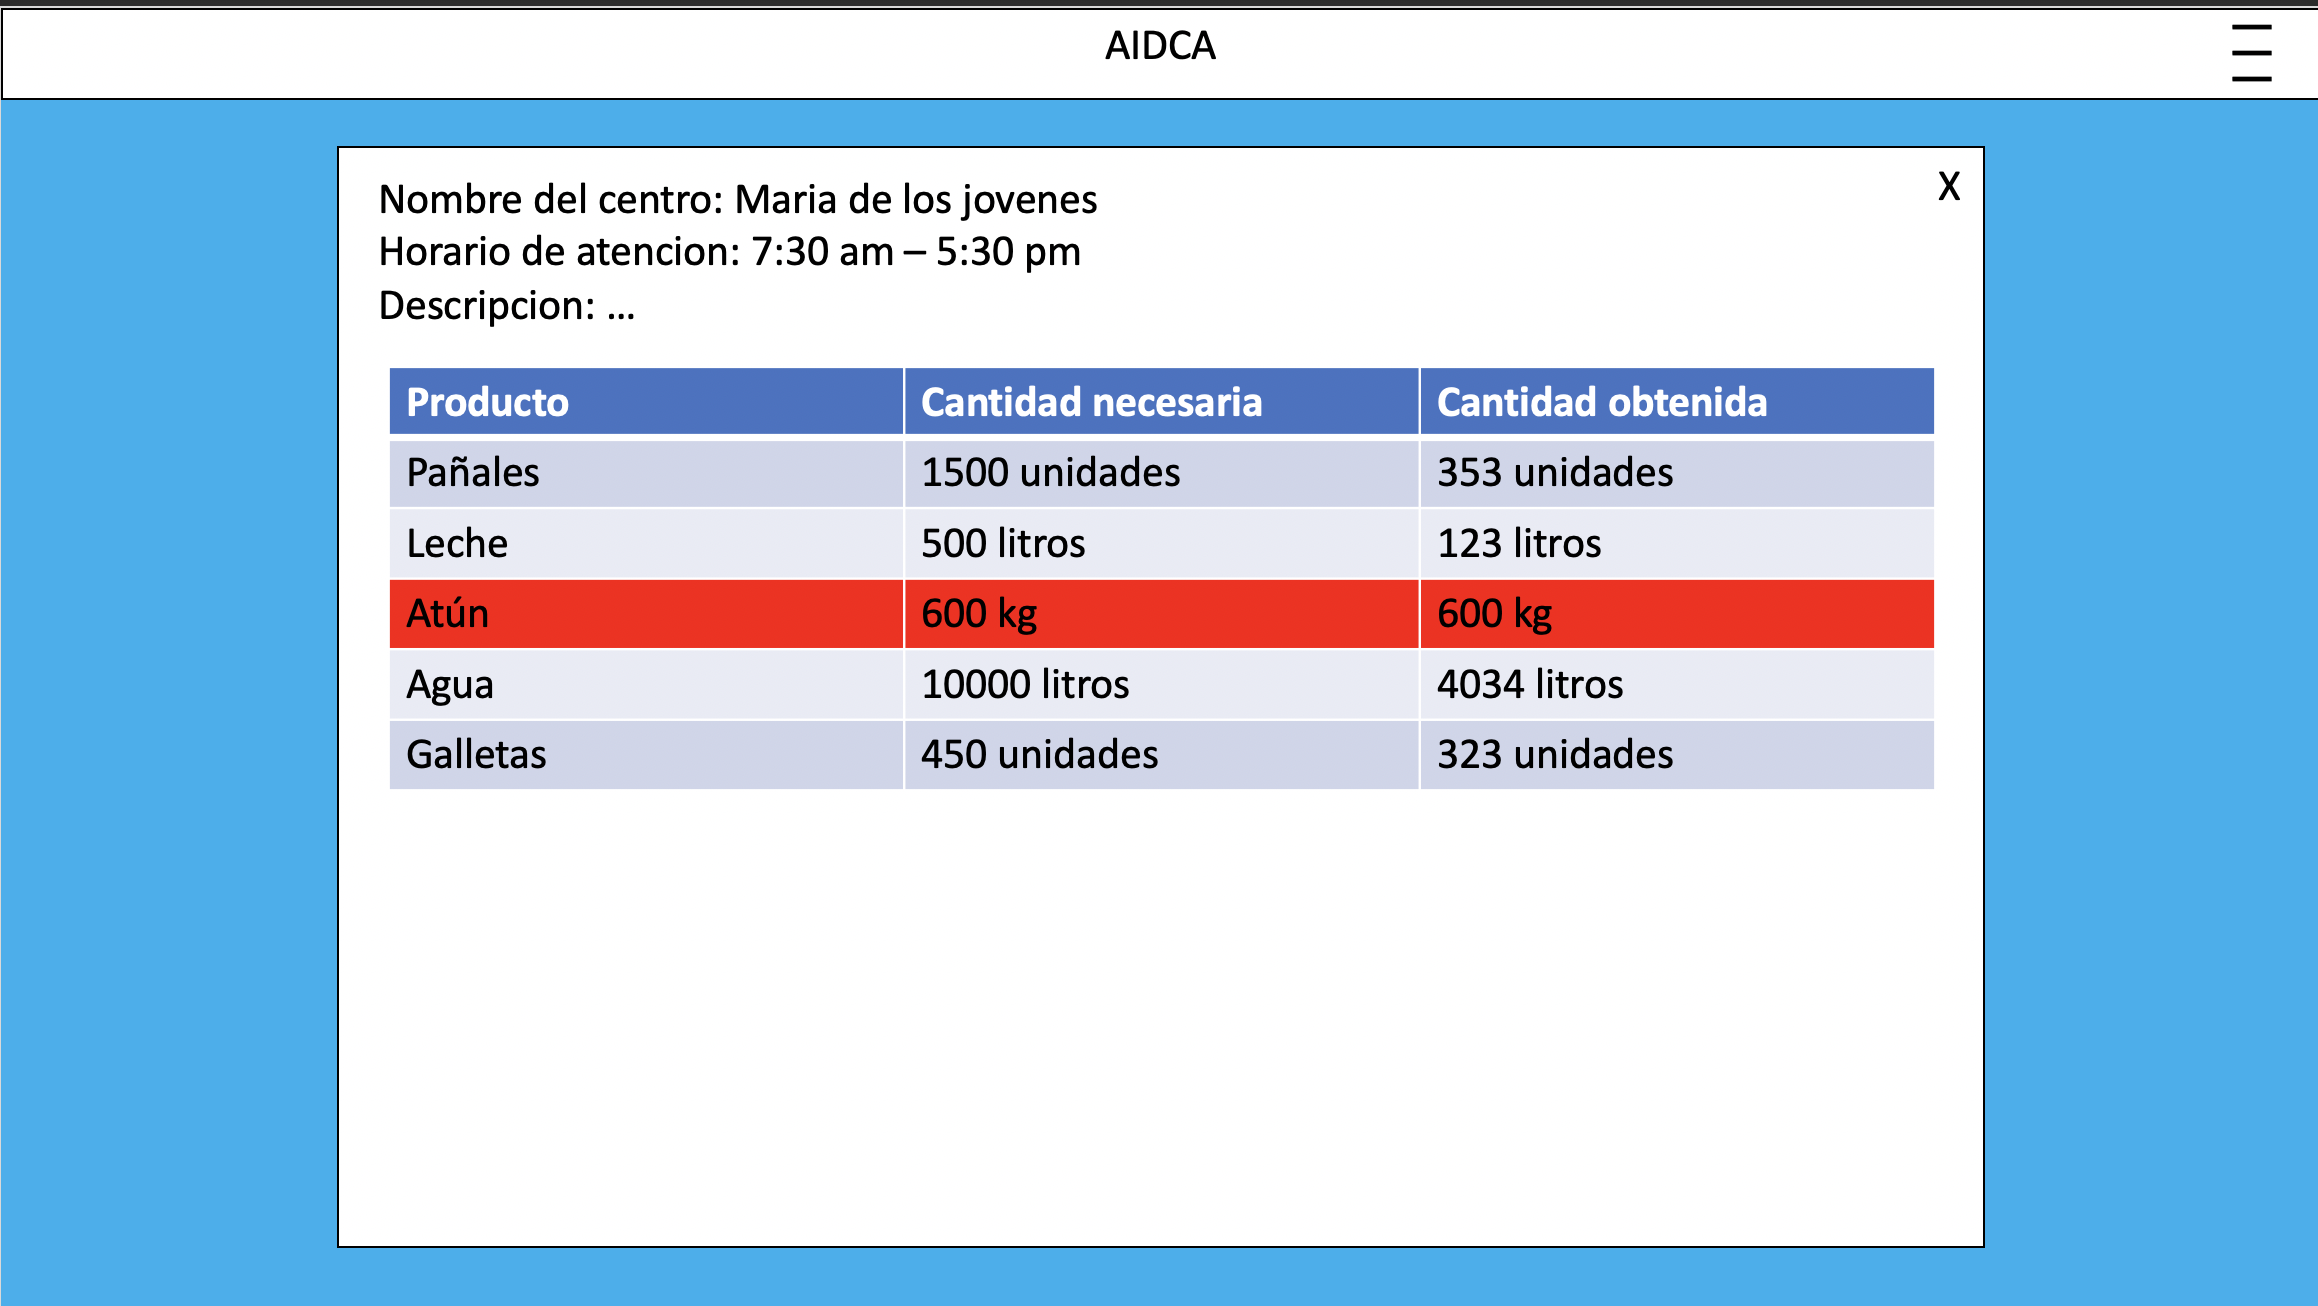 AIDCA
X
Nombre del centro: Maria de los jovenes
Horario de atencion: 7:30 am – 5:30 pm
Descripcion: ...
Producto Cantidad necesaria Cantidad obtenida
Pañales 1500 unidades 353 unidades
Leche 500 litros 123 litros
Atún 600 kg 600 kg
Agua 10000 litros 4034 litros
Galletas 450 unidades 323 unidades